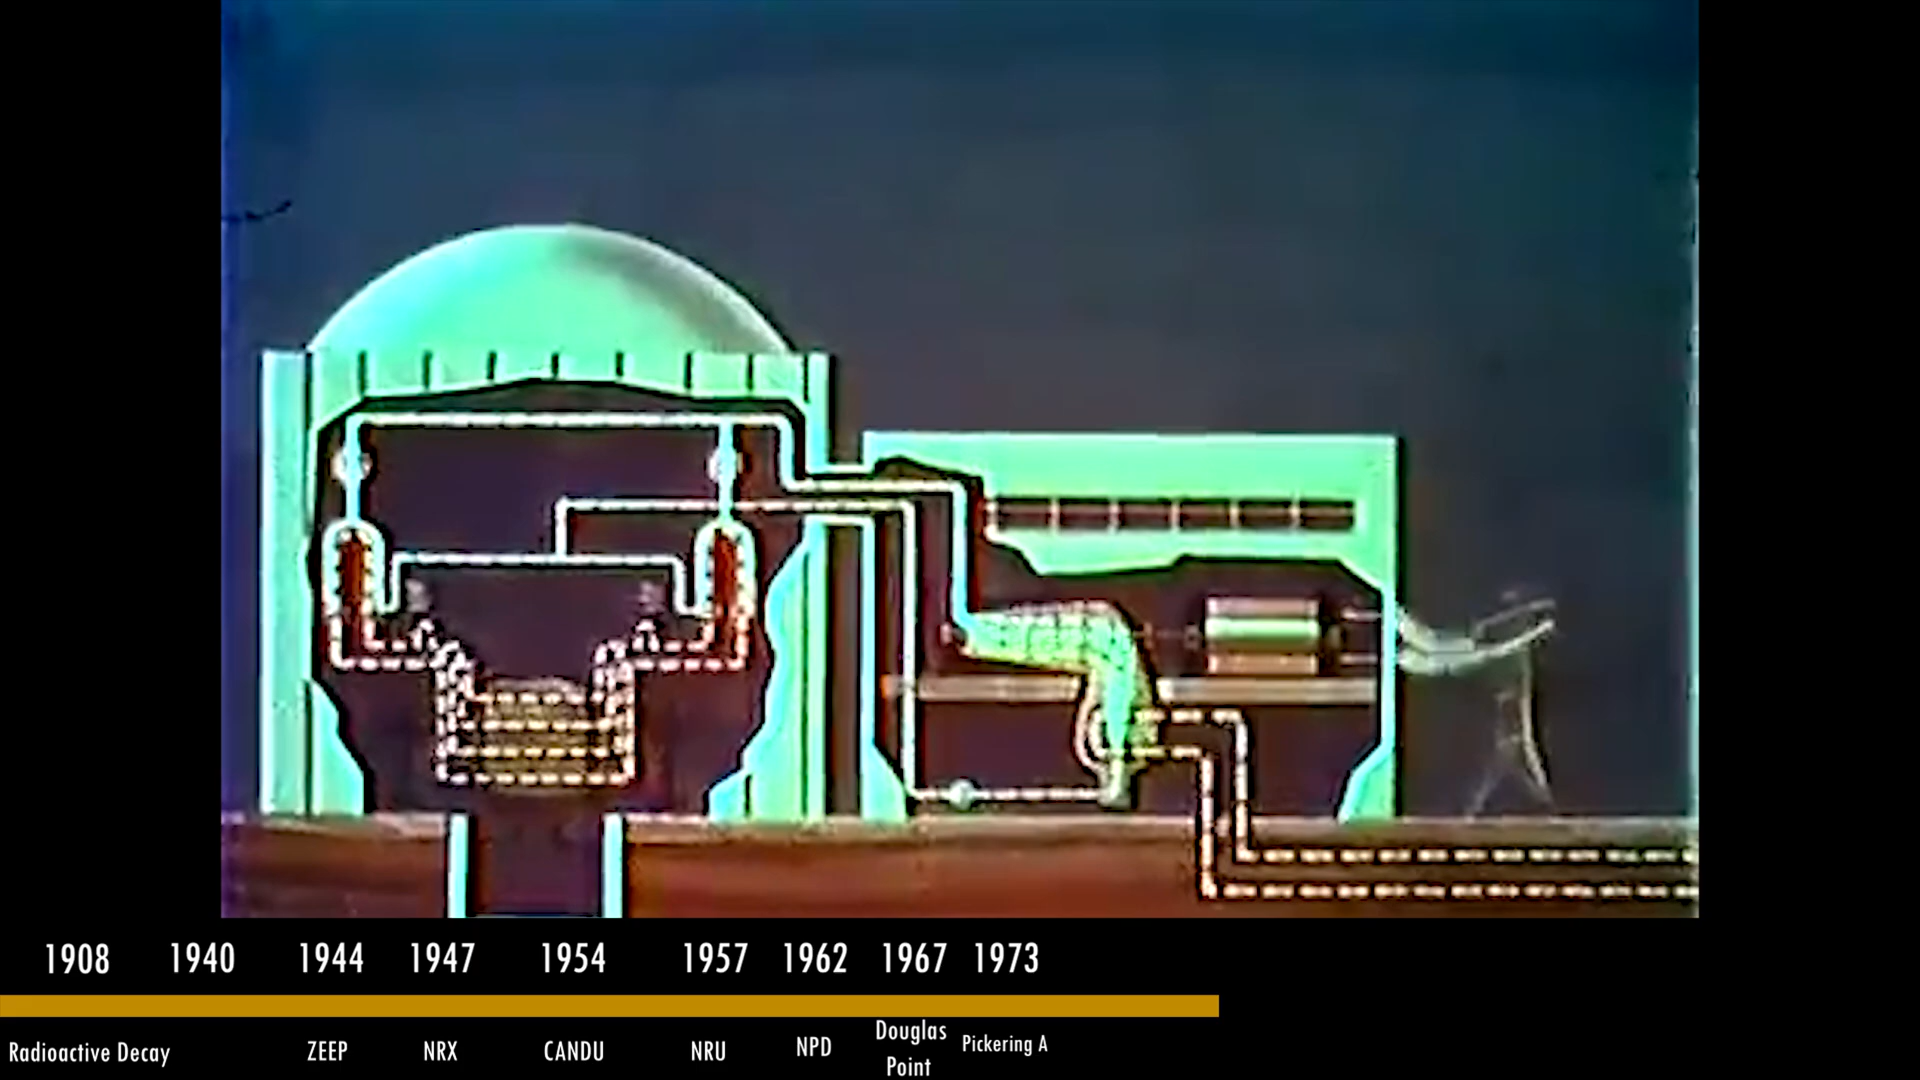 1908 1940 1944 1947 1954 1957 1962 1967 1973
Radioactive Decay ZEEP NRX CANDU NRU NPD Douglas Point Pickering A